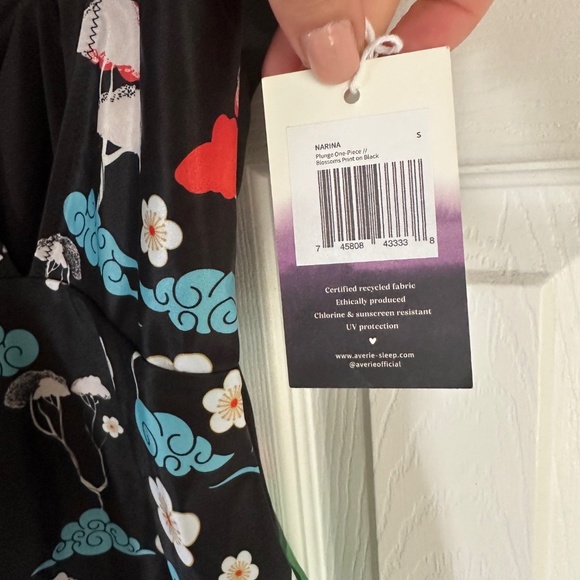 NARINA S
Plunge One-Piece //
Blossoms Print on Black
7 45808 43333 8
Certified recycled fabric
Ethically produced
Chlorine & sunscreen resistant
UV protection
www.averie-sleep.com
@averieofficial